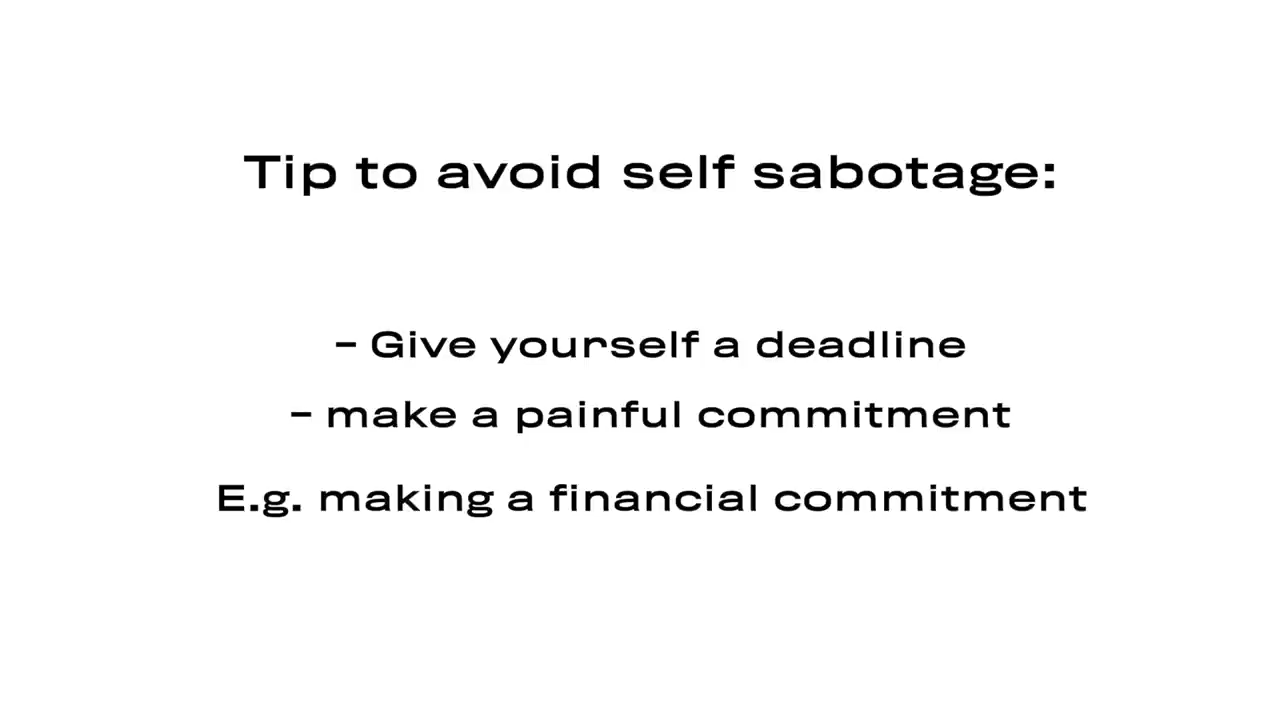 Tip to avoid self sabotage:
- Give yourself a deadline
- make a painful commitment
E.g. making a financial commitment